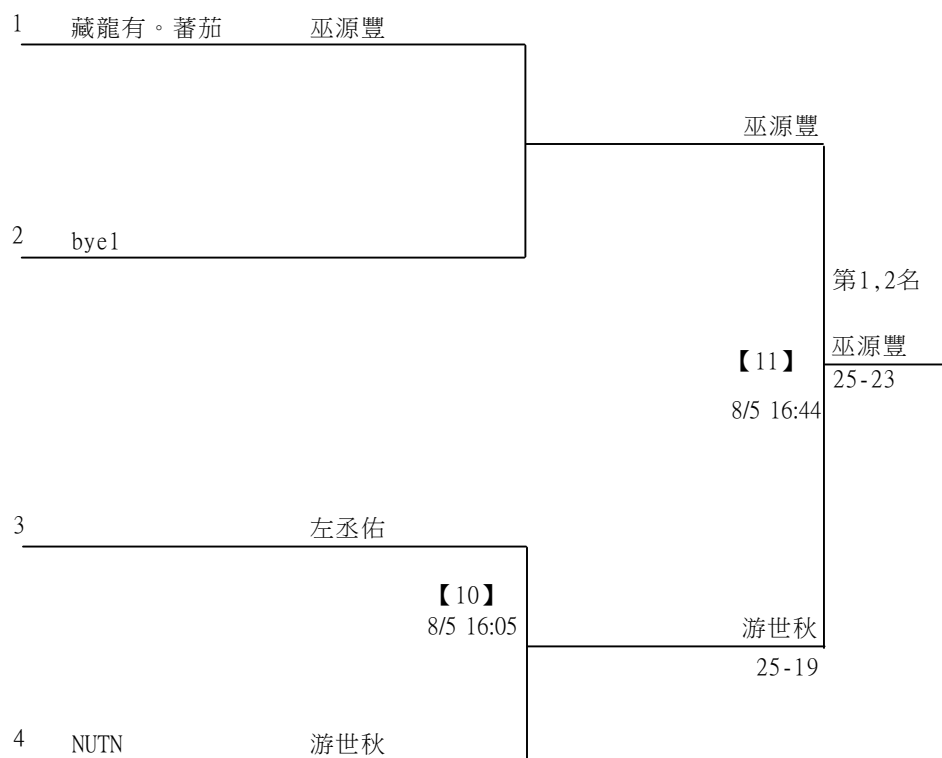 1 藏龍有。蕃茄 巫源豐
巫源豐
2 bye1
第1,2名
巫源豐
【11】
25-23
8/5 16:44
3 左丞佑
【10】
8/5 16:05
游世秋
25-19
4 NUTN 游世秋